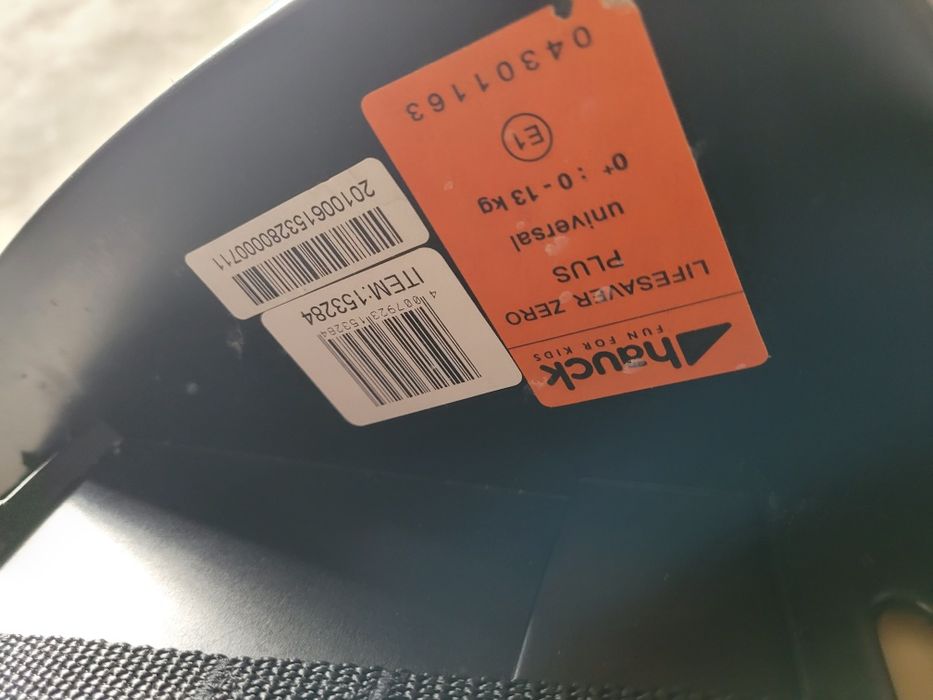 hauck
FUN FOR KIDS
LIFESAVER ZERO
PLUS
universal
0+ : 0 - 13 kg
E1
04301163
ITEM:153284
4 007923 153284
20100615328000711